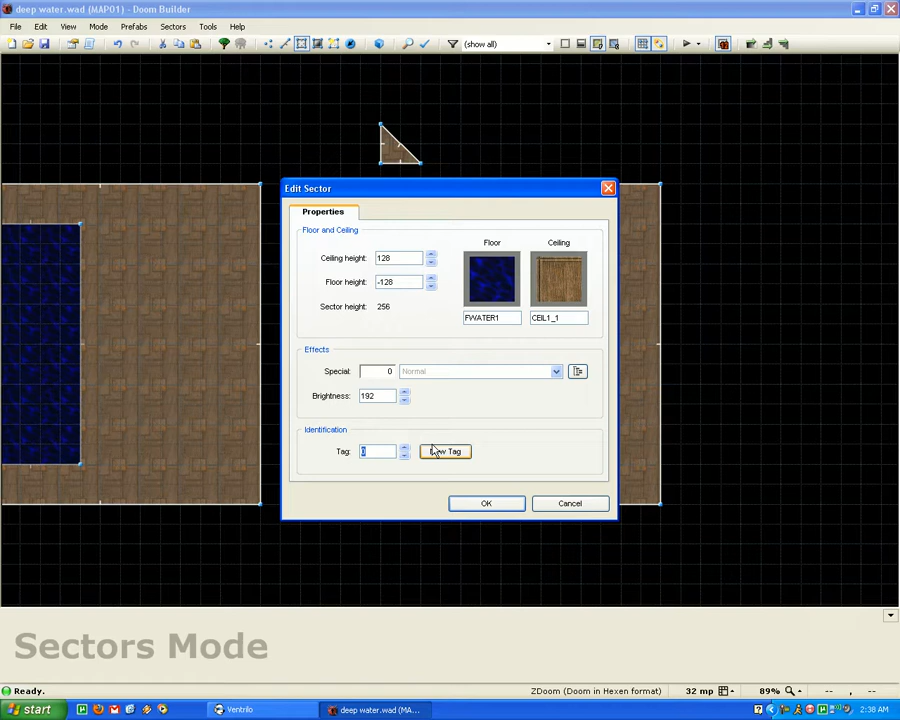 deep water.wad (MAP01) - Doom Builder
File Edit View Mode Prefabs Sectors Tools Help
(show all)
Edit Sector
Properties
Floor and Ceiling
Floor Ceiling
Ceiling height: 128
Floor height: -128
Sector height: 256
FWATER1 CEIL1_1
Effects
Special: 0 Normal
Brightness: 192
Identification
Tag: 0 Tag
OK Cancel
Sectors Mode
Ready. ZDoom (Doom in Hexen format) 32 mp 89% -- , --
start Ventrilo deep water.wad (MA... 2:38 AM